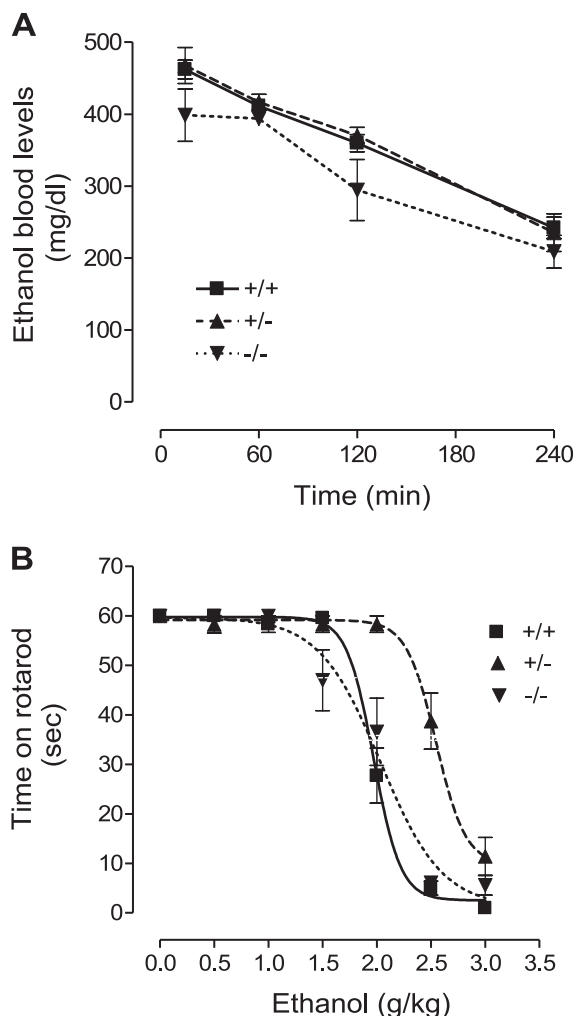 A
Ethanol blood levels
(mg/dl)
500
400
300
200
100
0
+/+
+/-
-/-
0 60 120 180 240
Time (min)
B
Time on rotarod
(sec)
70
60
50
40
30
20
10
0
+/+
+/-
-/-
0.0 0.5 1.0 1.5 2.0 2.5 3.0 3.5
Ethanol (g/kg)